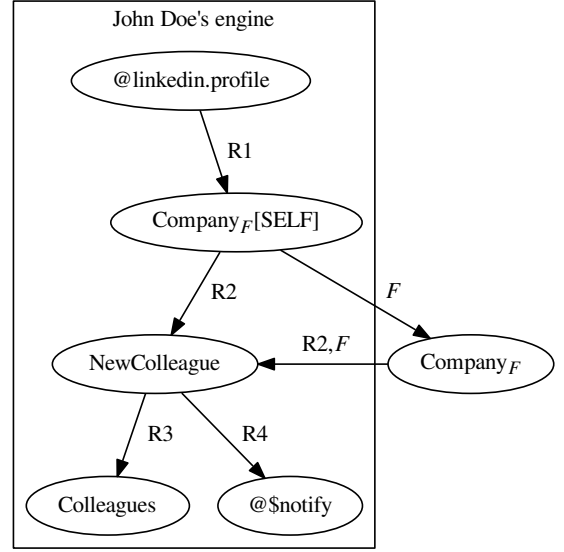 John Doe's engine
@linkedin.profile
R1
Company_F[SELF]
R2
F
NewColleague
R2,F
Company_F
R3
R4
Colleagues
@$notify